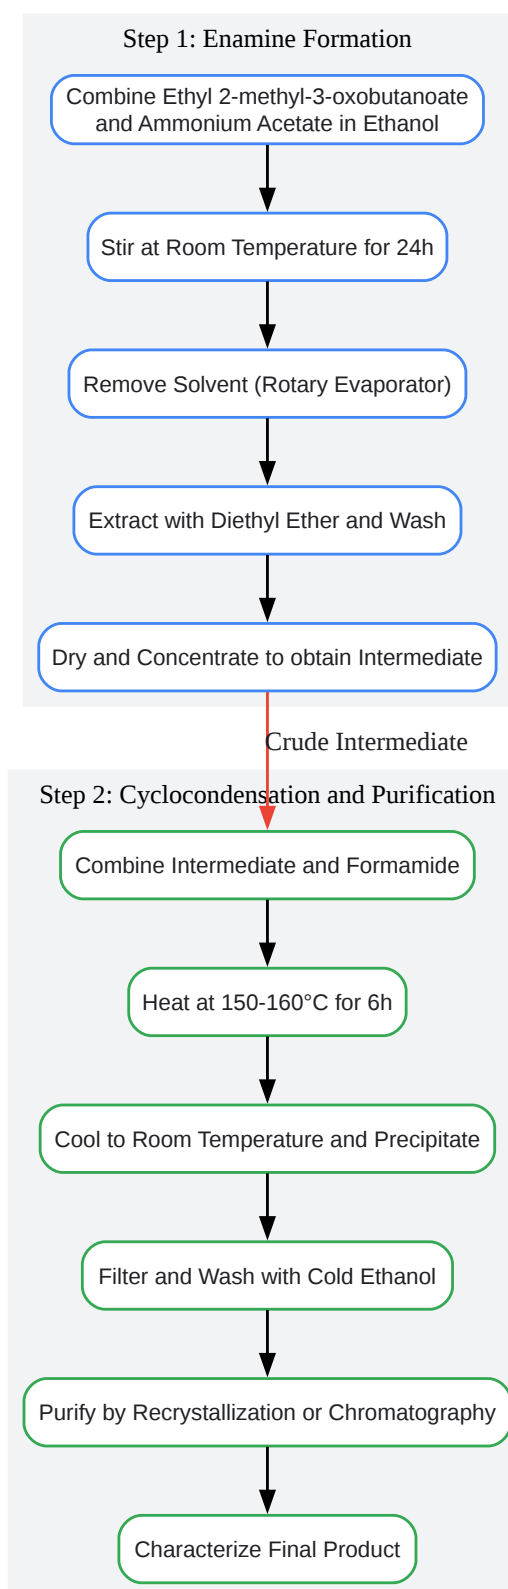 Step 1: Enamine Formation
Combine Ethyl 2-methyl-3-oxobutanoate
and Ammonium Acetate in Ethanol
Stir at Room Temperature for 24h
Remove Solvent (Rotary Evaporator)
Extract with Diethyl Ether and Wash
Dry and Concentrate to obtain Intermediate
Crude Intermediate
Step 2: Cyclocondensation and Purification
Combine Intermediate and Formamide
Heat at 150-160°C for 6h
Cool to Room Temperature and Precipitate
Filter and Wash with Cold Ethanol
Purify by Recrystallization or Chromatography
Characterize Final Product